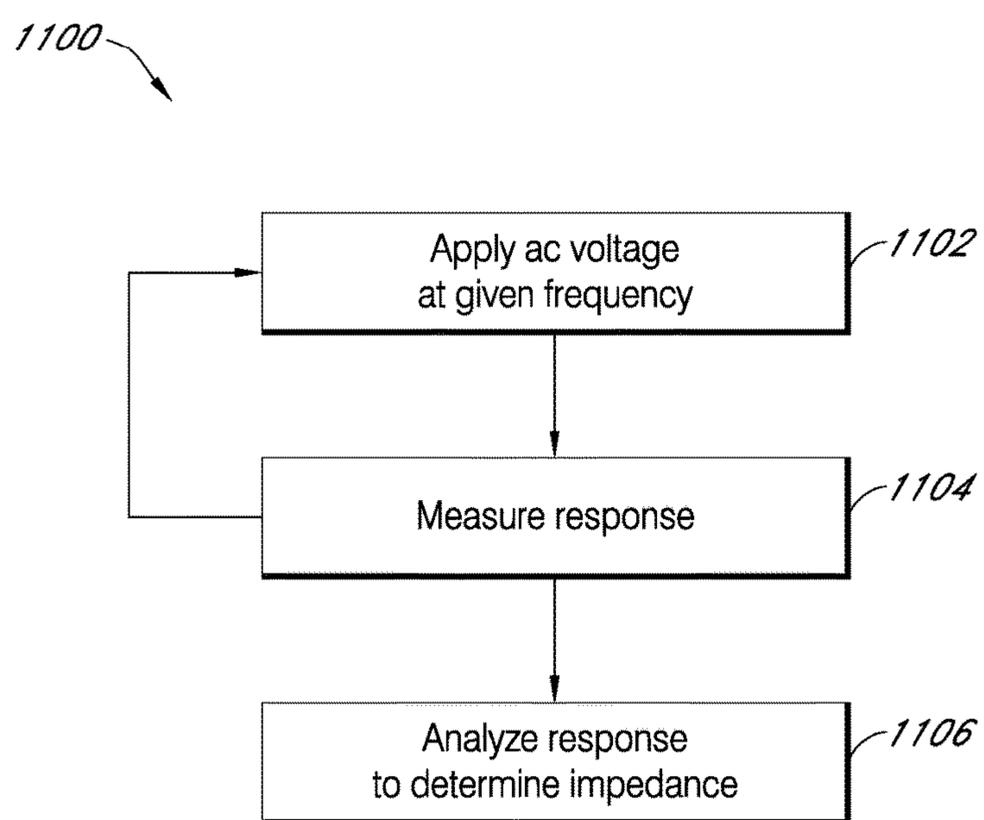 1100
Apply ac voltage
at given frequency
1102
Measure response
1104
Analyze response
to determine impedance
1106